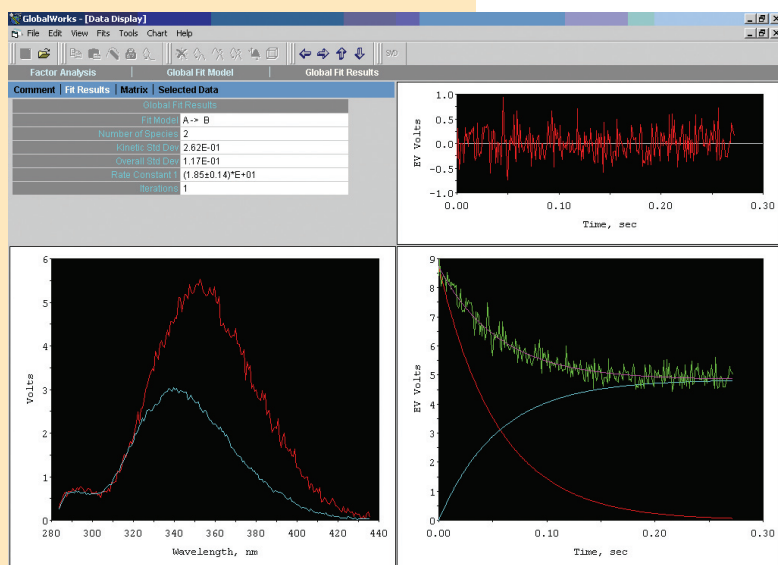 GlobalWorks - [Data Display]
File Edit View Fits Tools Chart Help
SVD
Factor Analysis | Global Fit Model | Global Fit Results
Comment | Fit Results | Matrix | Selected Data
Global Fit Results
Fit Model A-> B
Number of Species 2
Kinetic Std Dev 2.62E-01
Overall Std Dev 1.17E-01
Rate Constant 1 (1.85±0.14)*E+01
Iterations 1
1.0
0.5
0.0
-0.5
-1.0
EV Volts
0.00 0.10 0.20 0.30
Time, sec
6
5
4
3
2
1
0
Volts
280 300 320 340 360 380 400 420 440
Wavelength, nm
9
8
7
6
5
4
3
2
1
0
EV Volts
0.00 0.10 0.20 0.30
Time, sec